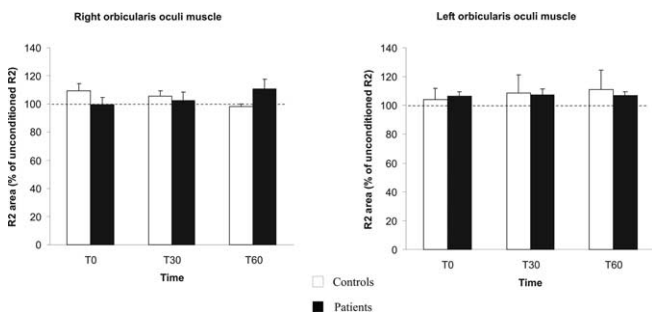 Right orbicularis oculi muscle
R2 area (% of unconditioned R2)
140
120
100
80
60
40
20
0
T0 T30 T60
Time
Left orbicularis oculi muscle
R2 area (% of unconditioned R2)
140
120
100
80
60
40
20
0
T0 T30 T60
Time
Controls
Patients